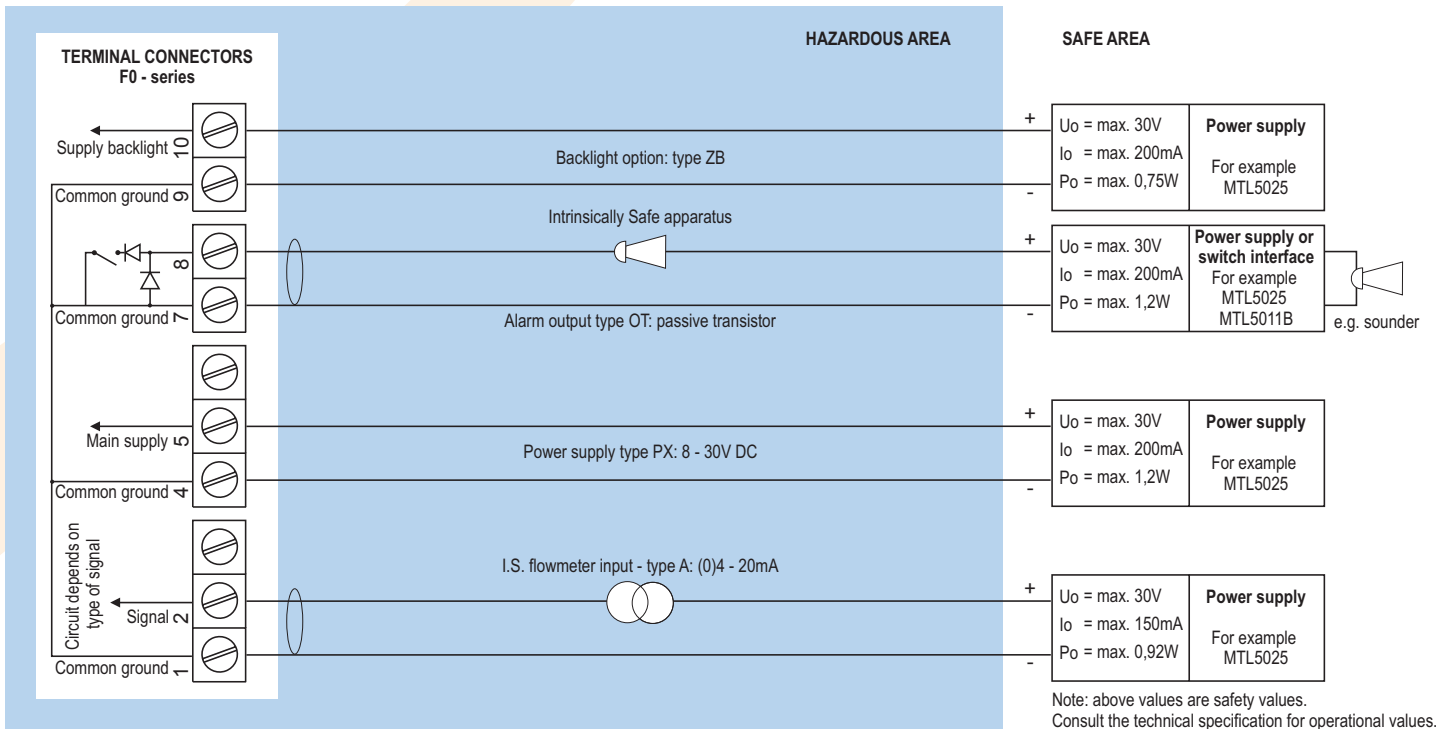 HAZARDOUS AREA
SAFE AREA
TERMINAL CONNECTORS
F0 - series
Supply backlight
10
Common ground
9
Backlight option: type ZB
+
-
Uo = max. 30V
Io = max. 200mA
Po = max. 0,75W
Power supply
For example
MTL5025
Intrinsically Safe apparatus
8
Common ground
7
Alarm output type OT: passive transistor
+
-
Uo = max. 30V
Io = max. 200mA
Po = max. 1,2W
Power supply or
switch interface
For example
MTL5025
MTL5011B
e.g. sounder
Main supply
5
Common ground
4
Power supply type PX: 8 - 30V DC
+
-
Uo = max. 30V
Io = max. 200mA
Po = max. 1,2W
Power supply
For example
MTL5025
Circuit depends on
type of signal
Signal
2
Common ground
1
I.S. flowmeter input - type A: (0)4 - 20mA
+
-
Uo = max. 30V
Io = max. 150mA
Po = max. 0,92W
Power supply
For example
MTL5025
Note: above values are safety values.
Consult the technical specification for operational values.